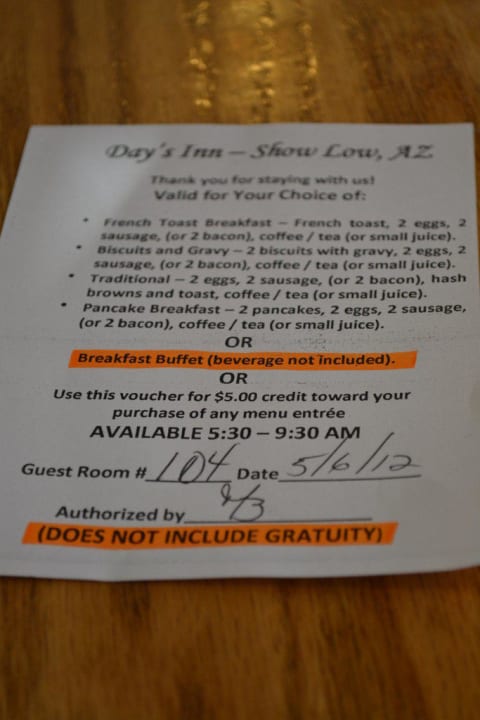 Day's Inn – Show Low, AZ
Thank you for staying with us!
Valid for Your Choice of:
• French Toast Breakfast – French toast, 2 eggs, 2
sausage, (or 2 bacon), coffee / tea (or small juice).
• Biscuits and Gravy – 2 biscuits with gravy, 2 eggs, 2
sausage, (or 2 bacon), coffee / tea (or small juice).
• Traditional – 2 eggs, 2 sausage, (or 2 bacon), hash
browns and toast, coffee / tea (or small juice).
• Pancake Breakfast – 2 pancakes, 2 eggs, 2 sausage,
(or 2 bacon), coffee / tea (or small juice).
OR
Breakfast Buffet (beverage not included).
OR
Use this voucher for $5.00 credit toward your
purchase of any menu entrée
AVAILABLE 5:30 – 9:30 AM
Guest Room # 104 Date 5/6/12
Authorized by
(DOES NOT INCLUDE GRATUITY)